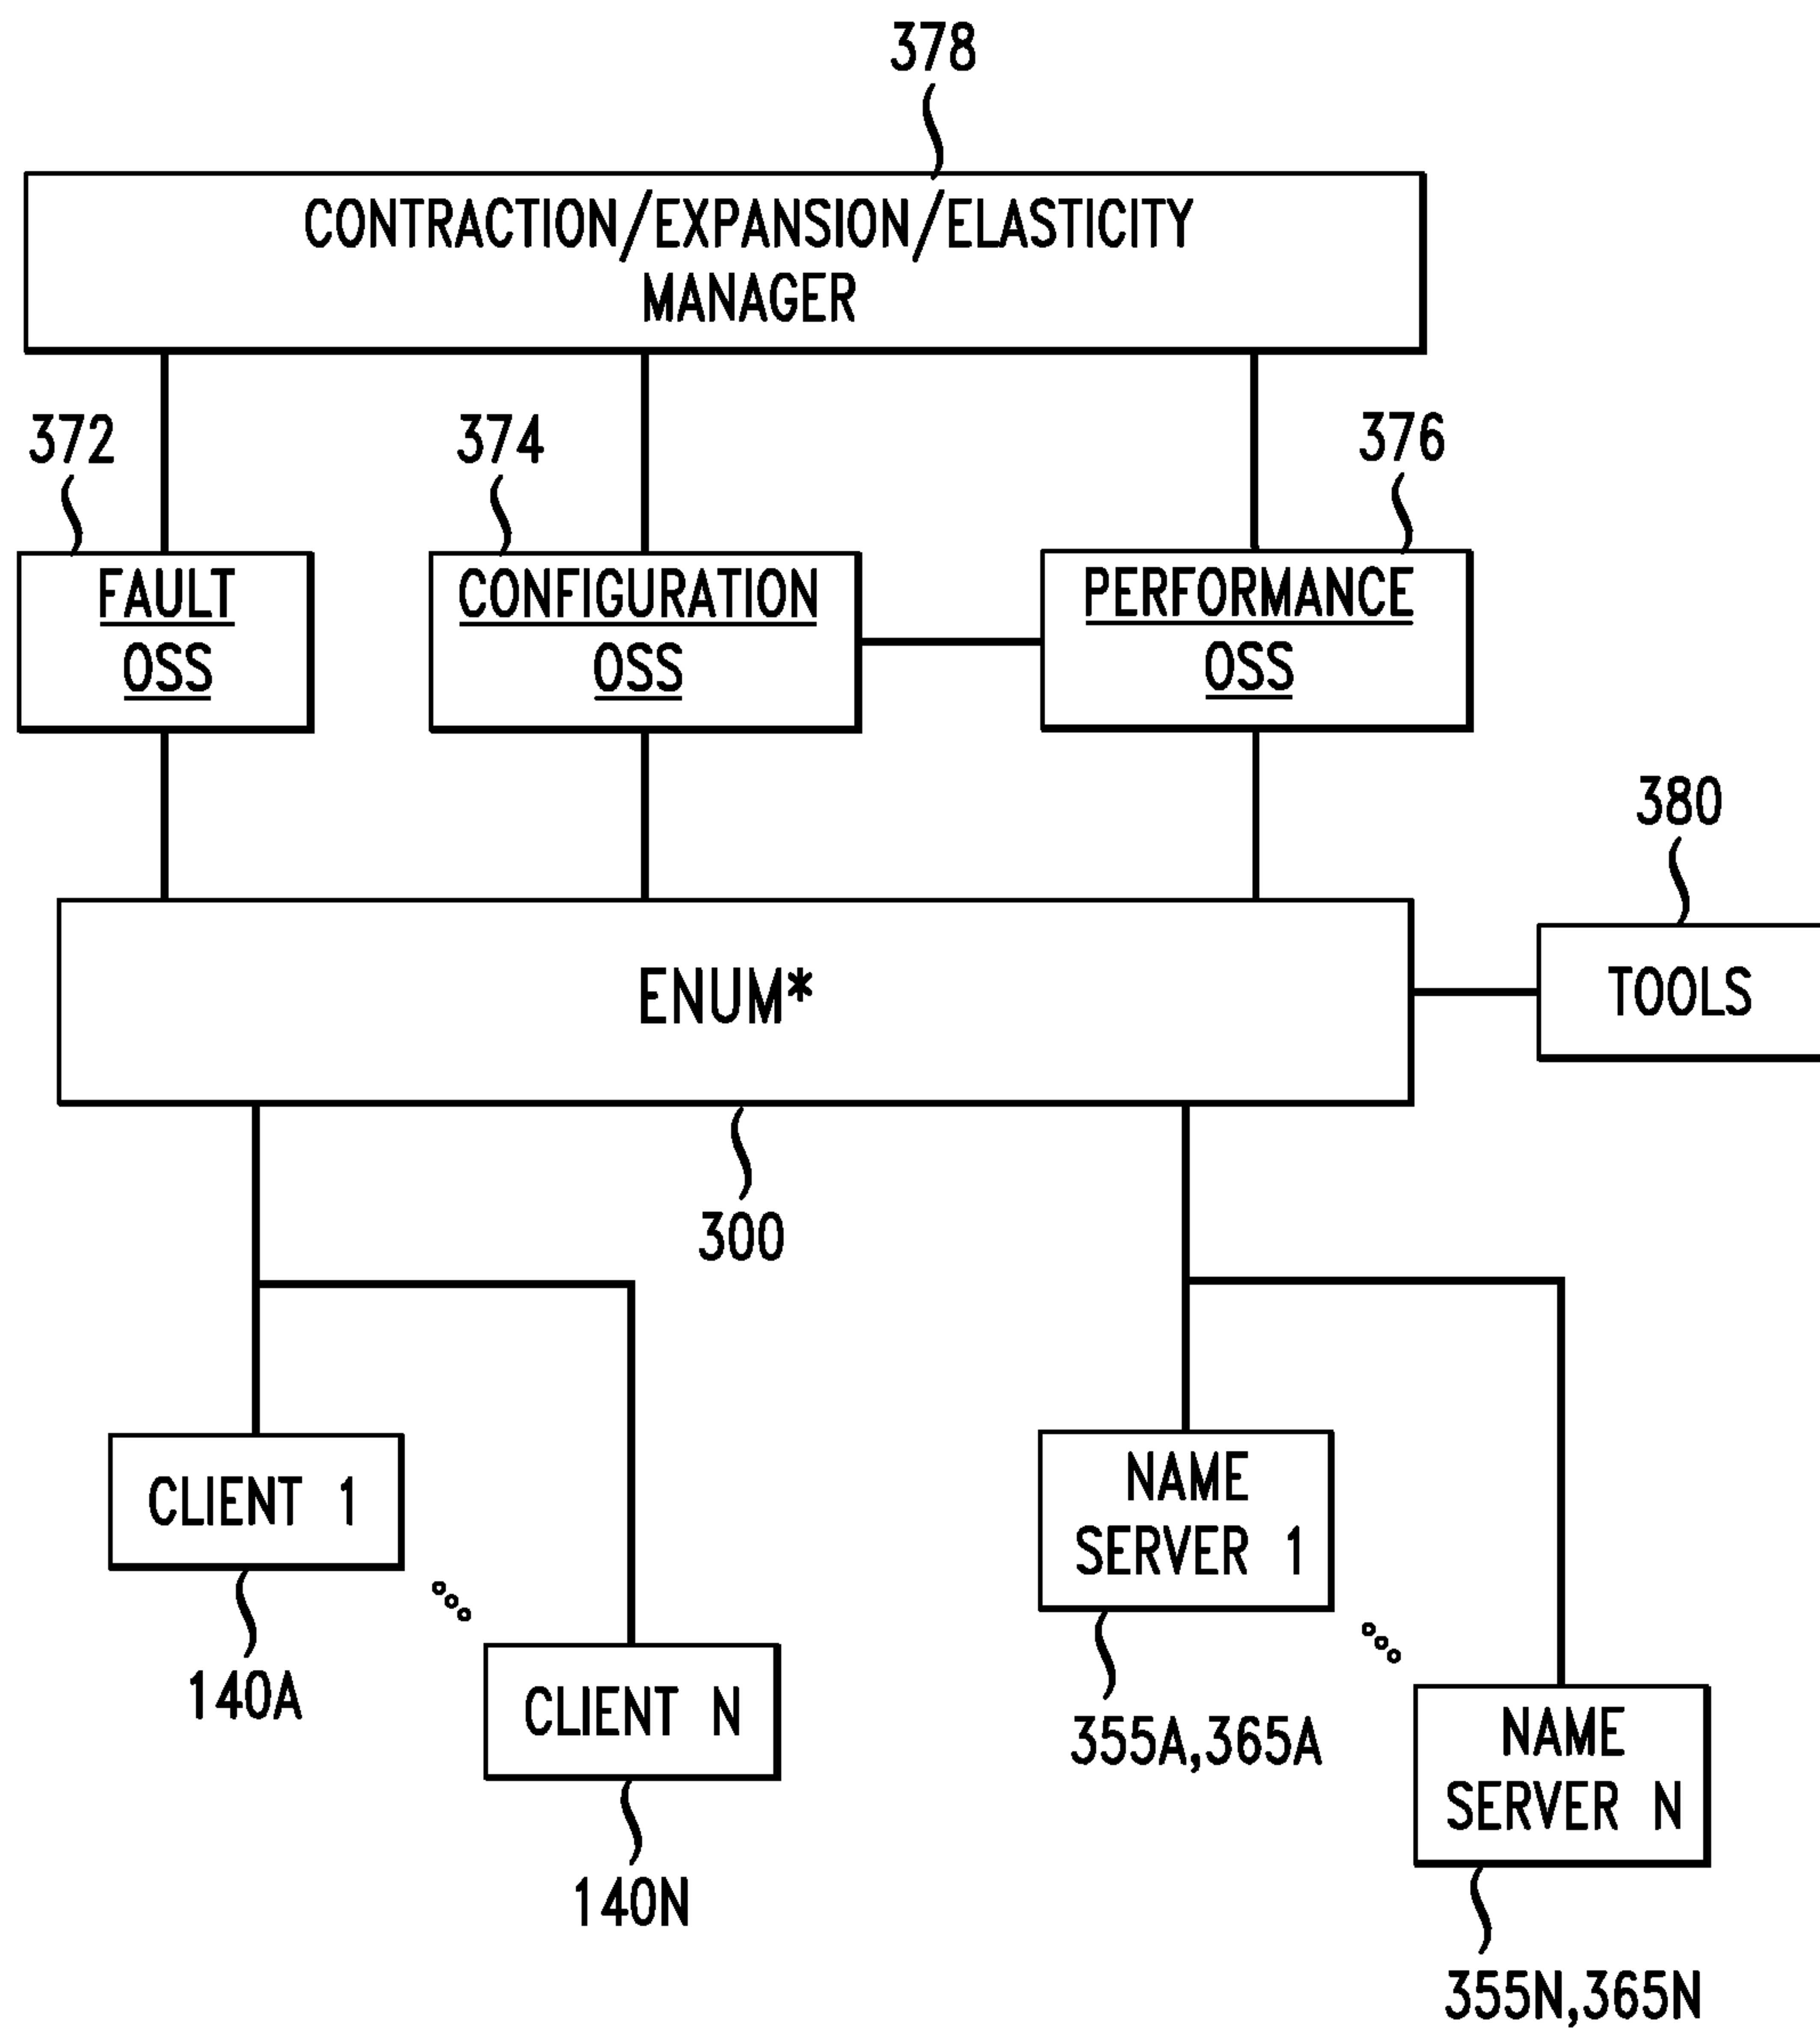 378
CONTRACTION/EXPANSION/ELASTICITY
MANAGER
372
374
376
FAULT
OSS
CONFIGURATION
OSS
PERFORMANCE
OSS
380
ENUM*
TOOLS
300
CLIENT 1
NAME
SERVER 1
140A
CLIENT N
355A,365A
NAME
SERVER N
140N
355N,365N